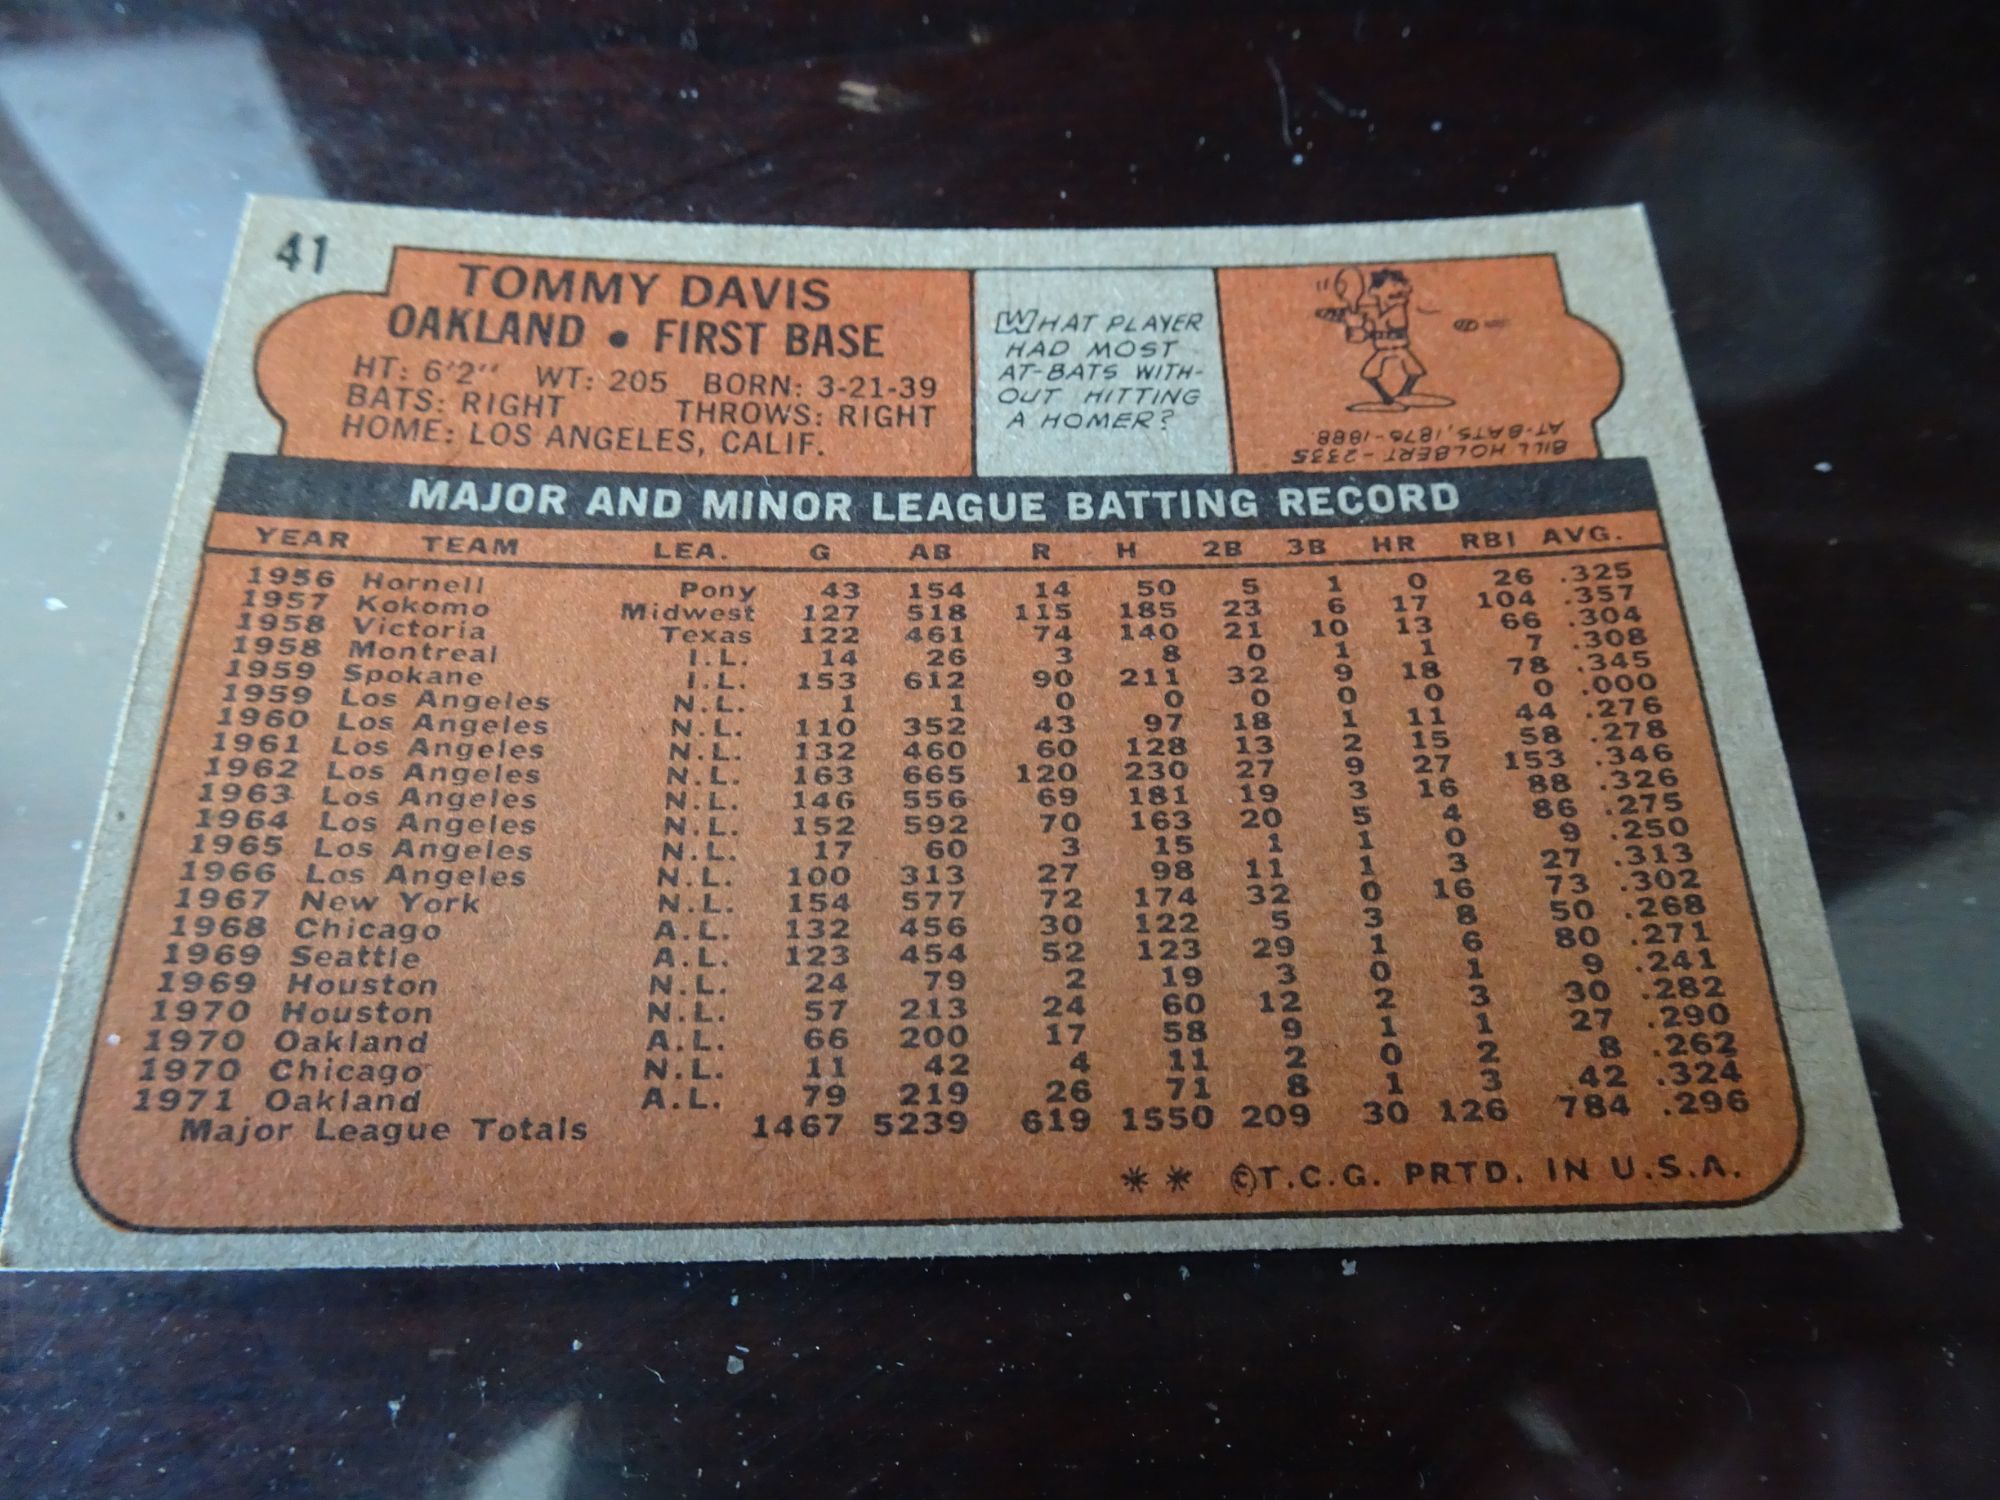 41
TOMMY DAVIS
OAKLAND • FIRST BASE
HT: 6'2" WT: 205 BORN: 3-21-39
BATS: RIGHT THROWS: RIGHT
HOME: LOS ANGELES, CALIF.
WHAT PLAYER
HAD MOST
AT-BATS WITH-
OUT HITTING
A HOMER?
BILL HOLBERT-2335
AT-BATS, 1876-1888.
MAJOR AND MINOR LEAGUE BATTING RECORD
YEAR TEAM LEA. G AB R H 2B 3B HR RBI AVG.
1956 Hornell Pony 43 154 14 50 5 1 0 26 .325
1957 Kokomo Midwest 127 518 115 185 23 6 17 104 .357
1958 Victoria Texas 122 461 74 140 21 10 13 66 .304
1958 Montreal I.L. 14 26 3 8 0 1 1 7 .308
1959 Spokane I.L. 153 612 90 211 32 9 18 78 .345
1959 Los Angeles N.L. 1 1 0 0 0 0 0 0 .000
1960 Los Angeles N.L. 110 352 43 97 18 1 11 44 .276
1961 Los Angeles N.L. 132 460 60 128 13 2 15 58 .278
1962 Los Angeles N.L. 163 665 120 230 27 9 27 153 .346
1963 Los Angeles N.L. 146 556 69 181 19 3 16 88 .326
1964 Los Angeles N.L. 152 592 70 163 20 5 4 86 .275
1965 Los Angeles N.L. 17 60 3 15 1 1 0 9 .250
1966 Los Angeles N.L. 100 313 27 98 11 1 3 27 .313
1967 New York N.L. 154 577 72 174 32 0 16 73 .302
1968 Chicago A.L. 132 456 30 122 5 3 8 50 .268
1969 Seattle A.L. 123 454 52 123 29 1 6 80 .271
1969 Houston N.L. 24 79 2 19 3 0 1 9 .241
1970 Houston N.L. 57 213 24 60 12 2 3 30 .282
1970 Oakland A.L. 66 200 17 58 9 1 1 27 .290
1970 Chicago N.L. 11 42 4 11 2 0 2 8 .262
1971 Oakland A.L. 79 219 26 71 8 1 3 42 .324
Major League Totals 1467 5239 619 1550 209 30 126 784 .296
** ©T.C.G. PRTD. IN U.S.A.